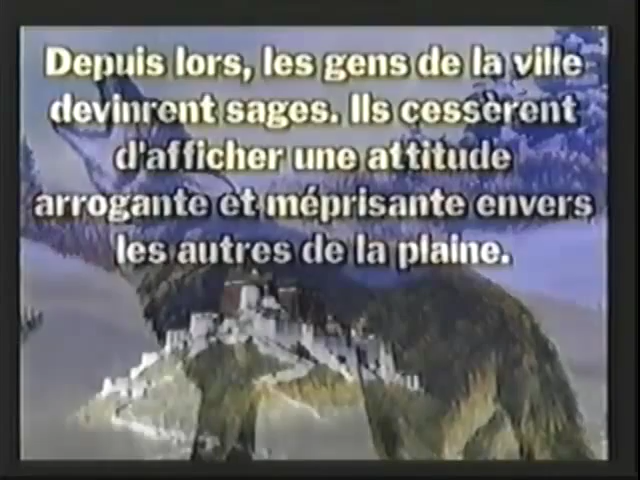 Depuis lors, les gens de la ville
devinrent sages. Ils cessèrent
d'afficher une attitude
arrogante et méprisante envers
les autres de la plaine.